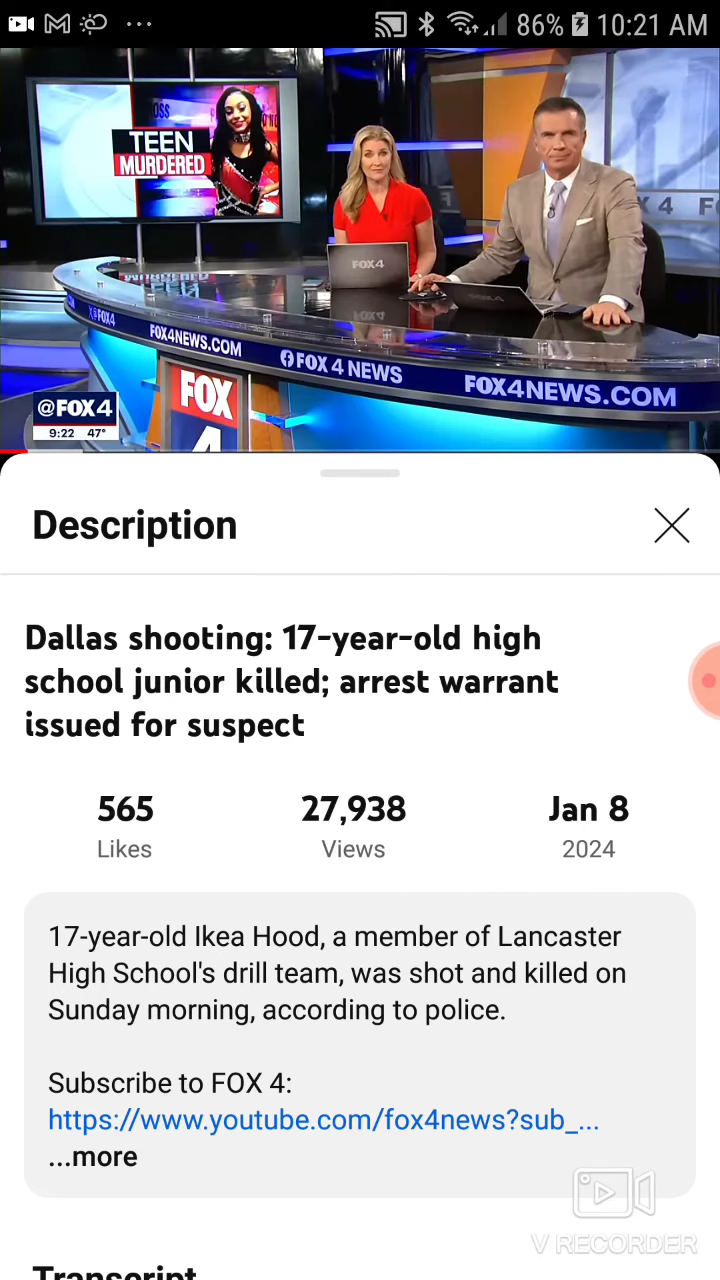 86% 10:21 AM
TEEN
MURDERED
FOX4
X 4 F
@FOX4
FOX4NEWS.COM
FOX 4 NEWS
FOX4NEWS.COM
FOX
4
@FOX4
9:22 47°
Description
Dallas shooting: 17-year-old high
school junior killed; arrest warrant
issued for suspect
565
27,938
Jan 8
Likes
Views
2024
17-year-old Ikea Hood, a member of Lancaster
High School's drill team, was shot and killed on
Sunday morning, according to police.
Subscribe to FOX 4:
https://www.youtube.com/fox4news?sub_...
...more
V RECORDER
Transcript